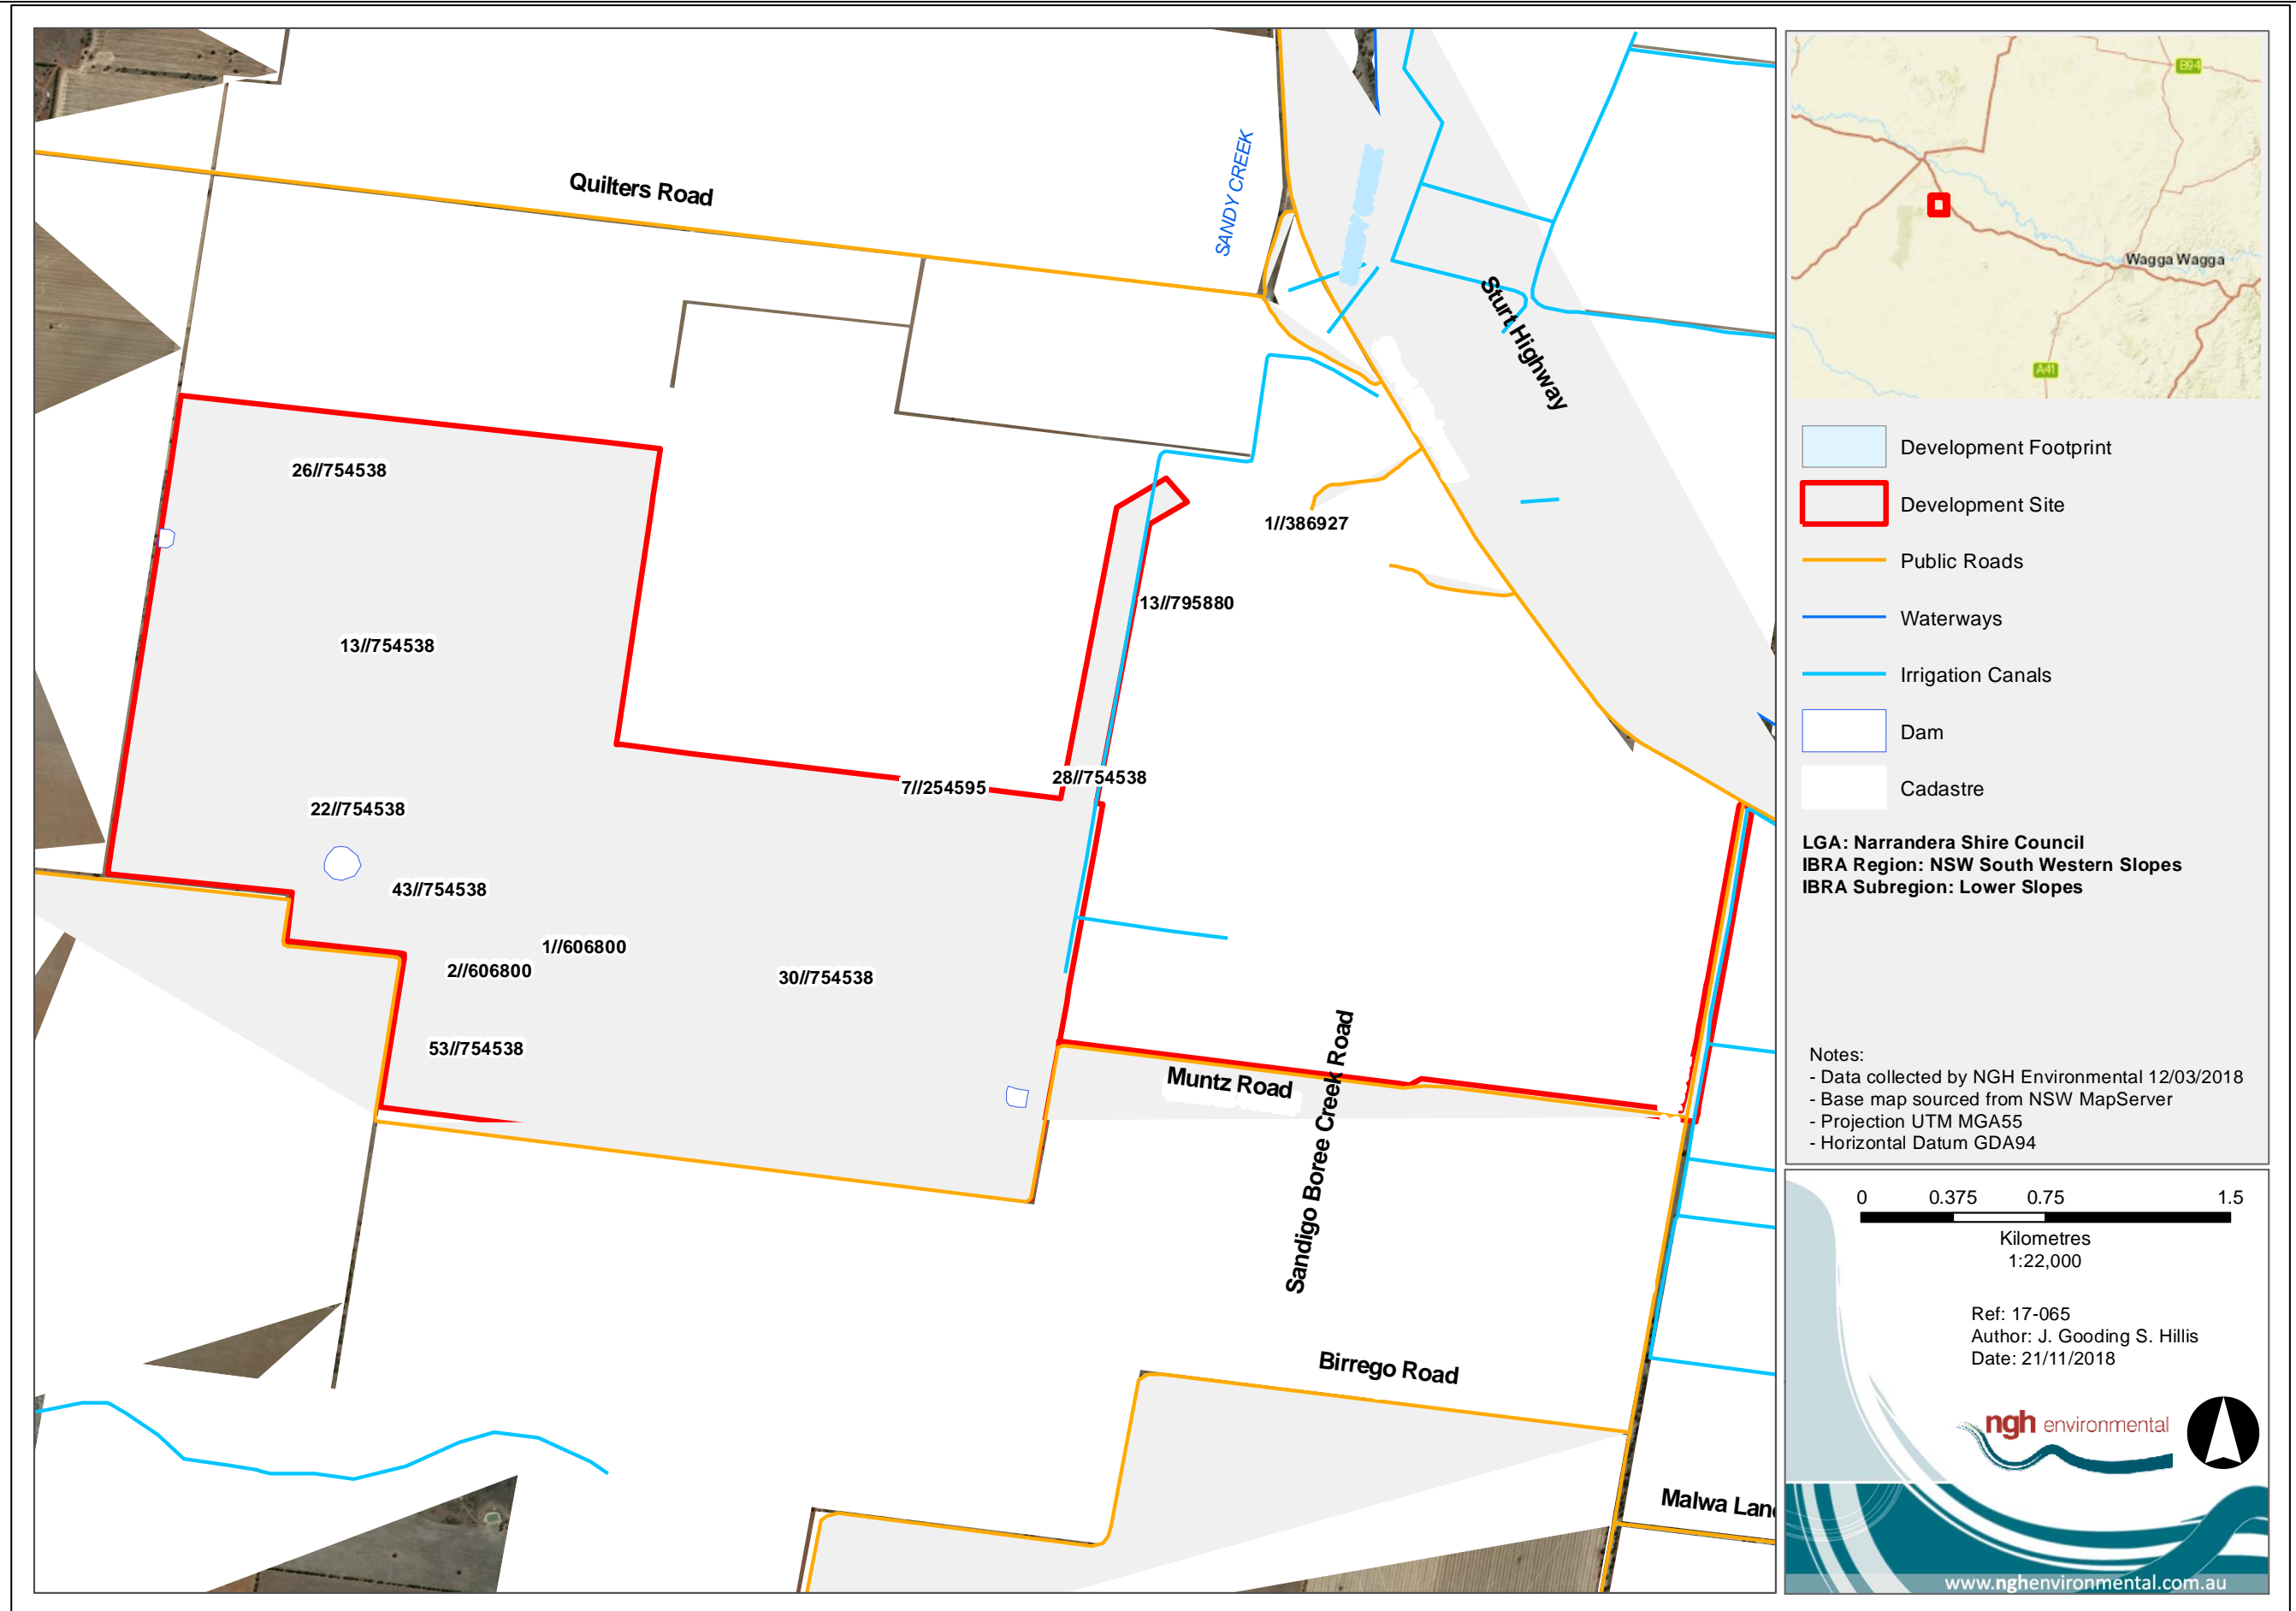 Quilters Road
SANDY CREEK
Sturt Highway
26//754538
1//386927
13//795880
13//754538
28//754538
7//254595
22//754538
43//754538
1//606800
2//606800
30//754538
53//754538
Muntz Road
Sandigo Boree Creek Road
Birrego Road
Malwa Lan
B94
Wagga Wagga
A41
Development Footprint
Development Site
Public Roads
Waterways
Irrigation Canals
Dam
Cadastre
LGA: Narrandera Shire Council
IBRA Region: NSW South Western Slopes
IBRA Subregion: Lower Slopes
Notes:
- Data collected by NGH Environmental 12/03/2018
- Base map sourced from NSW MapServer
- Projection UTM MGA55
- Horizontal Datum GDA94
0 0.375 0.75 1.5
Kilometres
1:22,000
Ref: 17-065
Author: J. Gooding S. Hillis
Date: 21/11/2018
ngh environmental
www.nghenvironmental.com.au